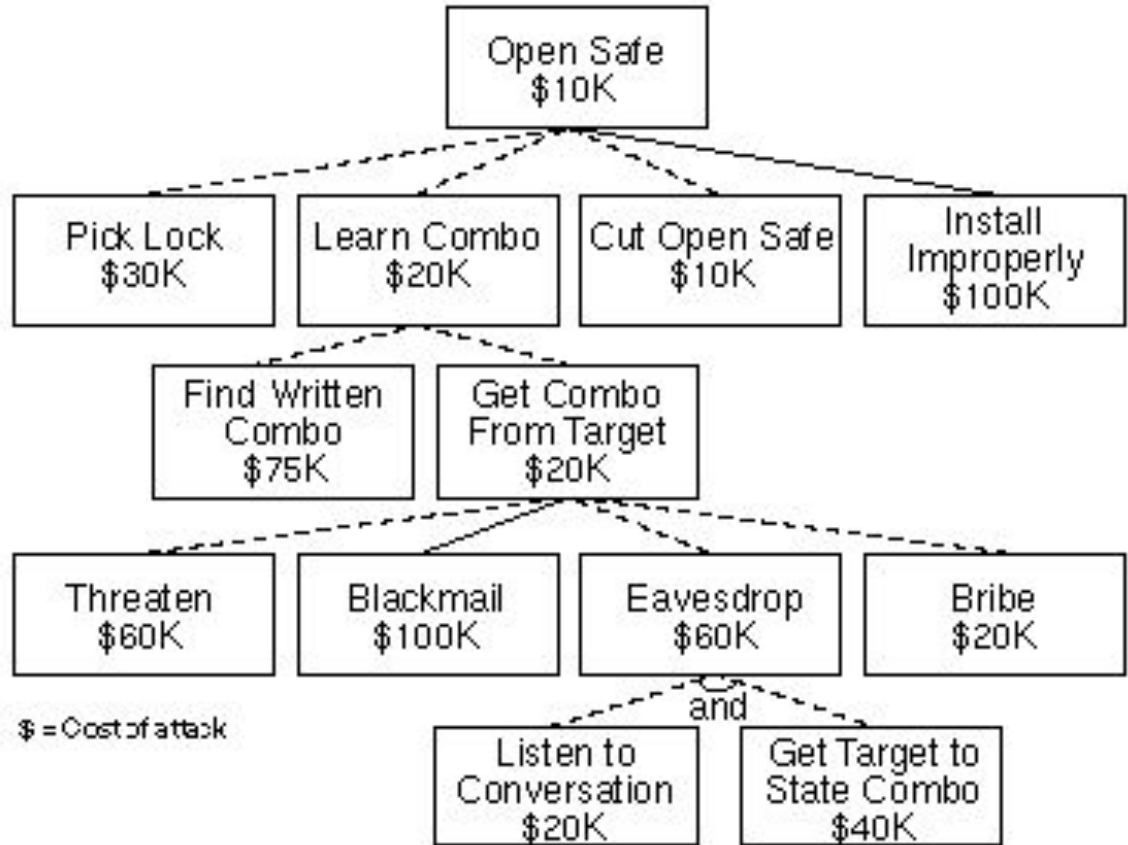 Open Safe
$10K
Pick Lock
$30K
Learn Combo
$20K
Cut Open Safe
$10K
Install
Improperly
$100K
Find Written
Combo
$75K
Get Combo
From Target
$20K
Threaten
$60K
Blackmail
$100K
Eavesdrop
$60K
Bribe
$20K
and
$ = Cost of attack
Listen to
Conversation
$20K
Get Target to
State Combo
$40K